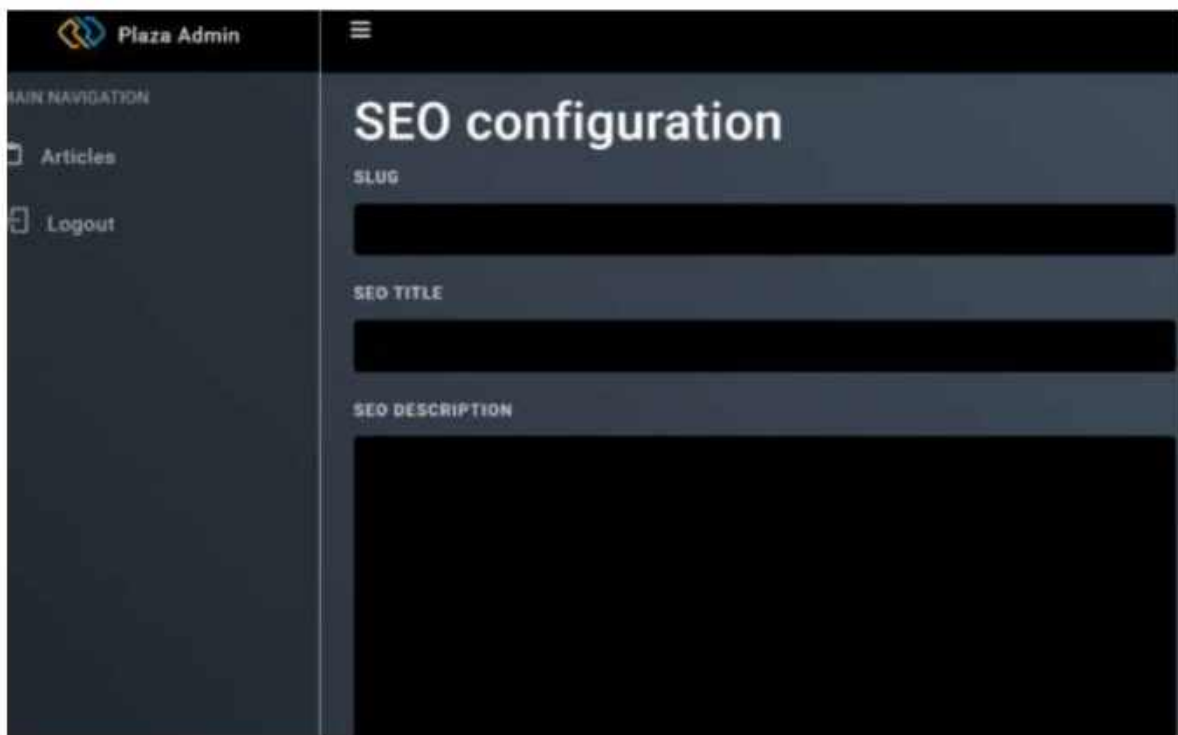 Plaza Admin
MAIN NAVIGATION
Articles
Logout
SEO configuration
SLUG
SEO TITLE
SEO DESCRIPTION